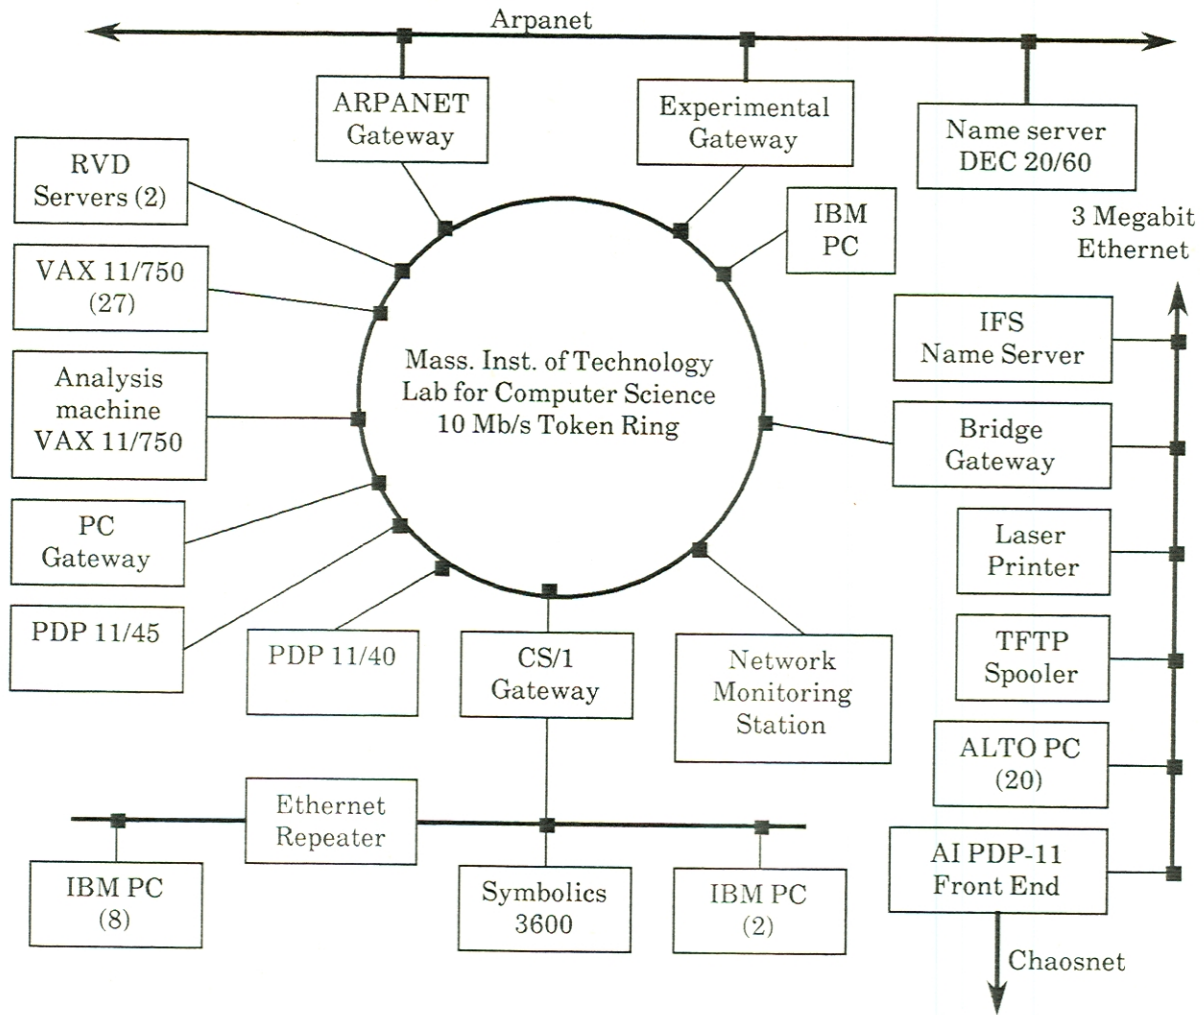 Arpanet
ARPANET
Gateway
Experimental
Gateway
Name server
DEC 20/60
RVD
Servers (2)
IBM
PC
3 Megabit
Ethernet
VAX 11/750
(27)
IFS
Name Server
Analysis
machine
VAX 11/750
Mass. Inst. of Technology
Lab for Computer Science
10 Mb/s Token Ring
Bridge
Gateway
PC
Gateway
Laser
Printer
PDP 11/45
PDP 11/40
CS/1
Gateway
Network
Monitoring
Station
TFTP
Spooler
ALTO PC
(20)
Ethernet
Repeater
AI PDP-11
Front End
IBM PC
(8)
Symbolics
3600
IBM PC
(2)
Chaosnet